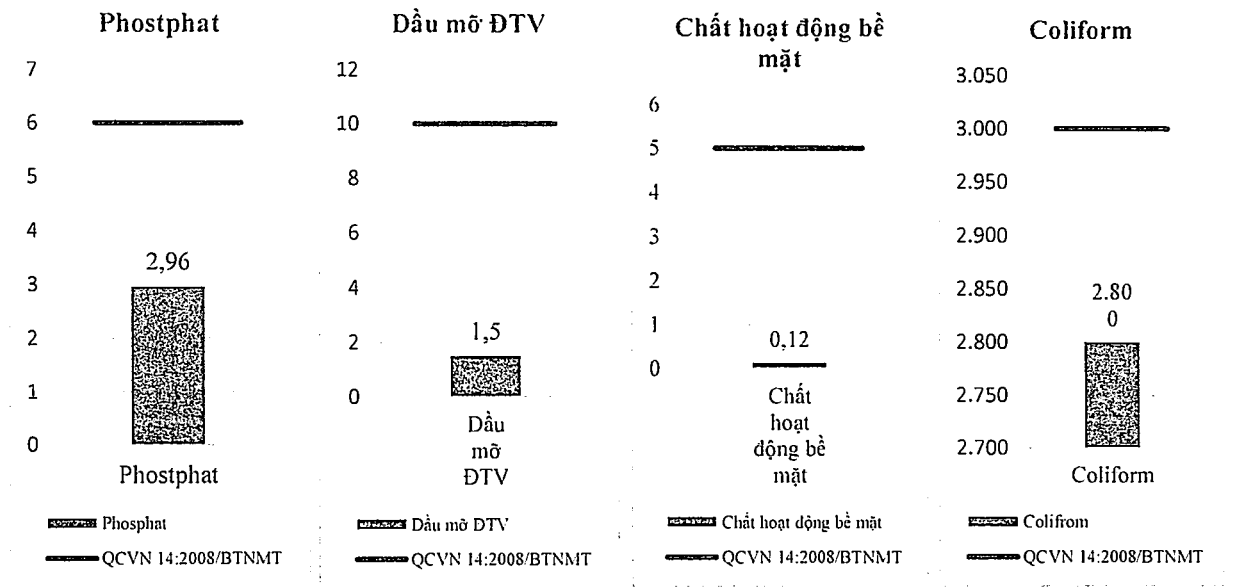 Phostphat
7
6
5
4
3
2
1
0
2,96
Phostphat
Phosphat
QCVN 14:2008/BTNMT
Dầu mỡ ĐTV
12
10
8
6
4
2
0
1,5
Dầu
mỡ
ĐTV
Dầu mỡ ĐTV
QCVN 14:2008/BTNMT
Chất hoạt động bề
mặt
6
5
4
3
2
1
0
0,12
Chất
hoạt
động bề
mặt
Chất hoạt động bề mặt
QCVN 14:2008/BTNMT
Coliform
3.050
3.000
2.950
2.900
2.850
2.800
2.750
2.700
2.80
0
Coliform
Colifrom
QCVN 14:2008/BTNMT